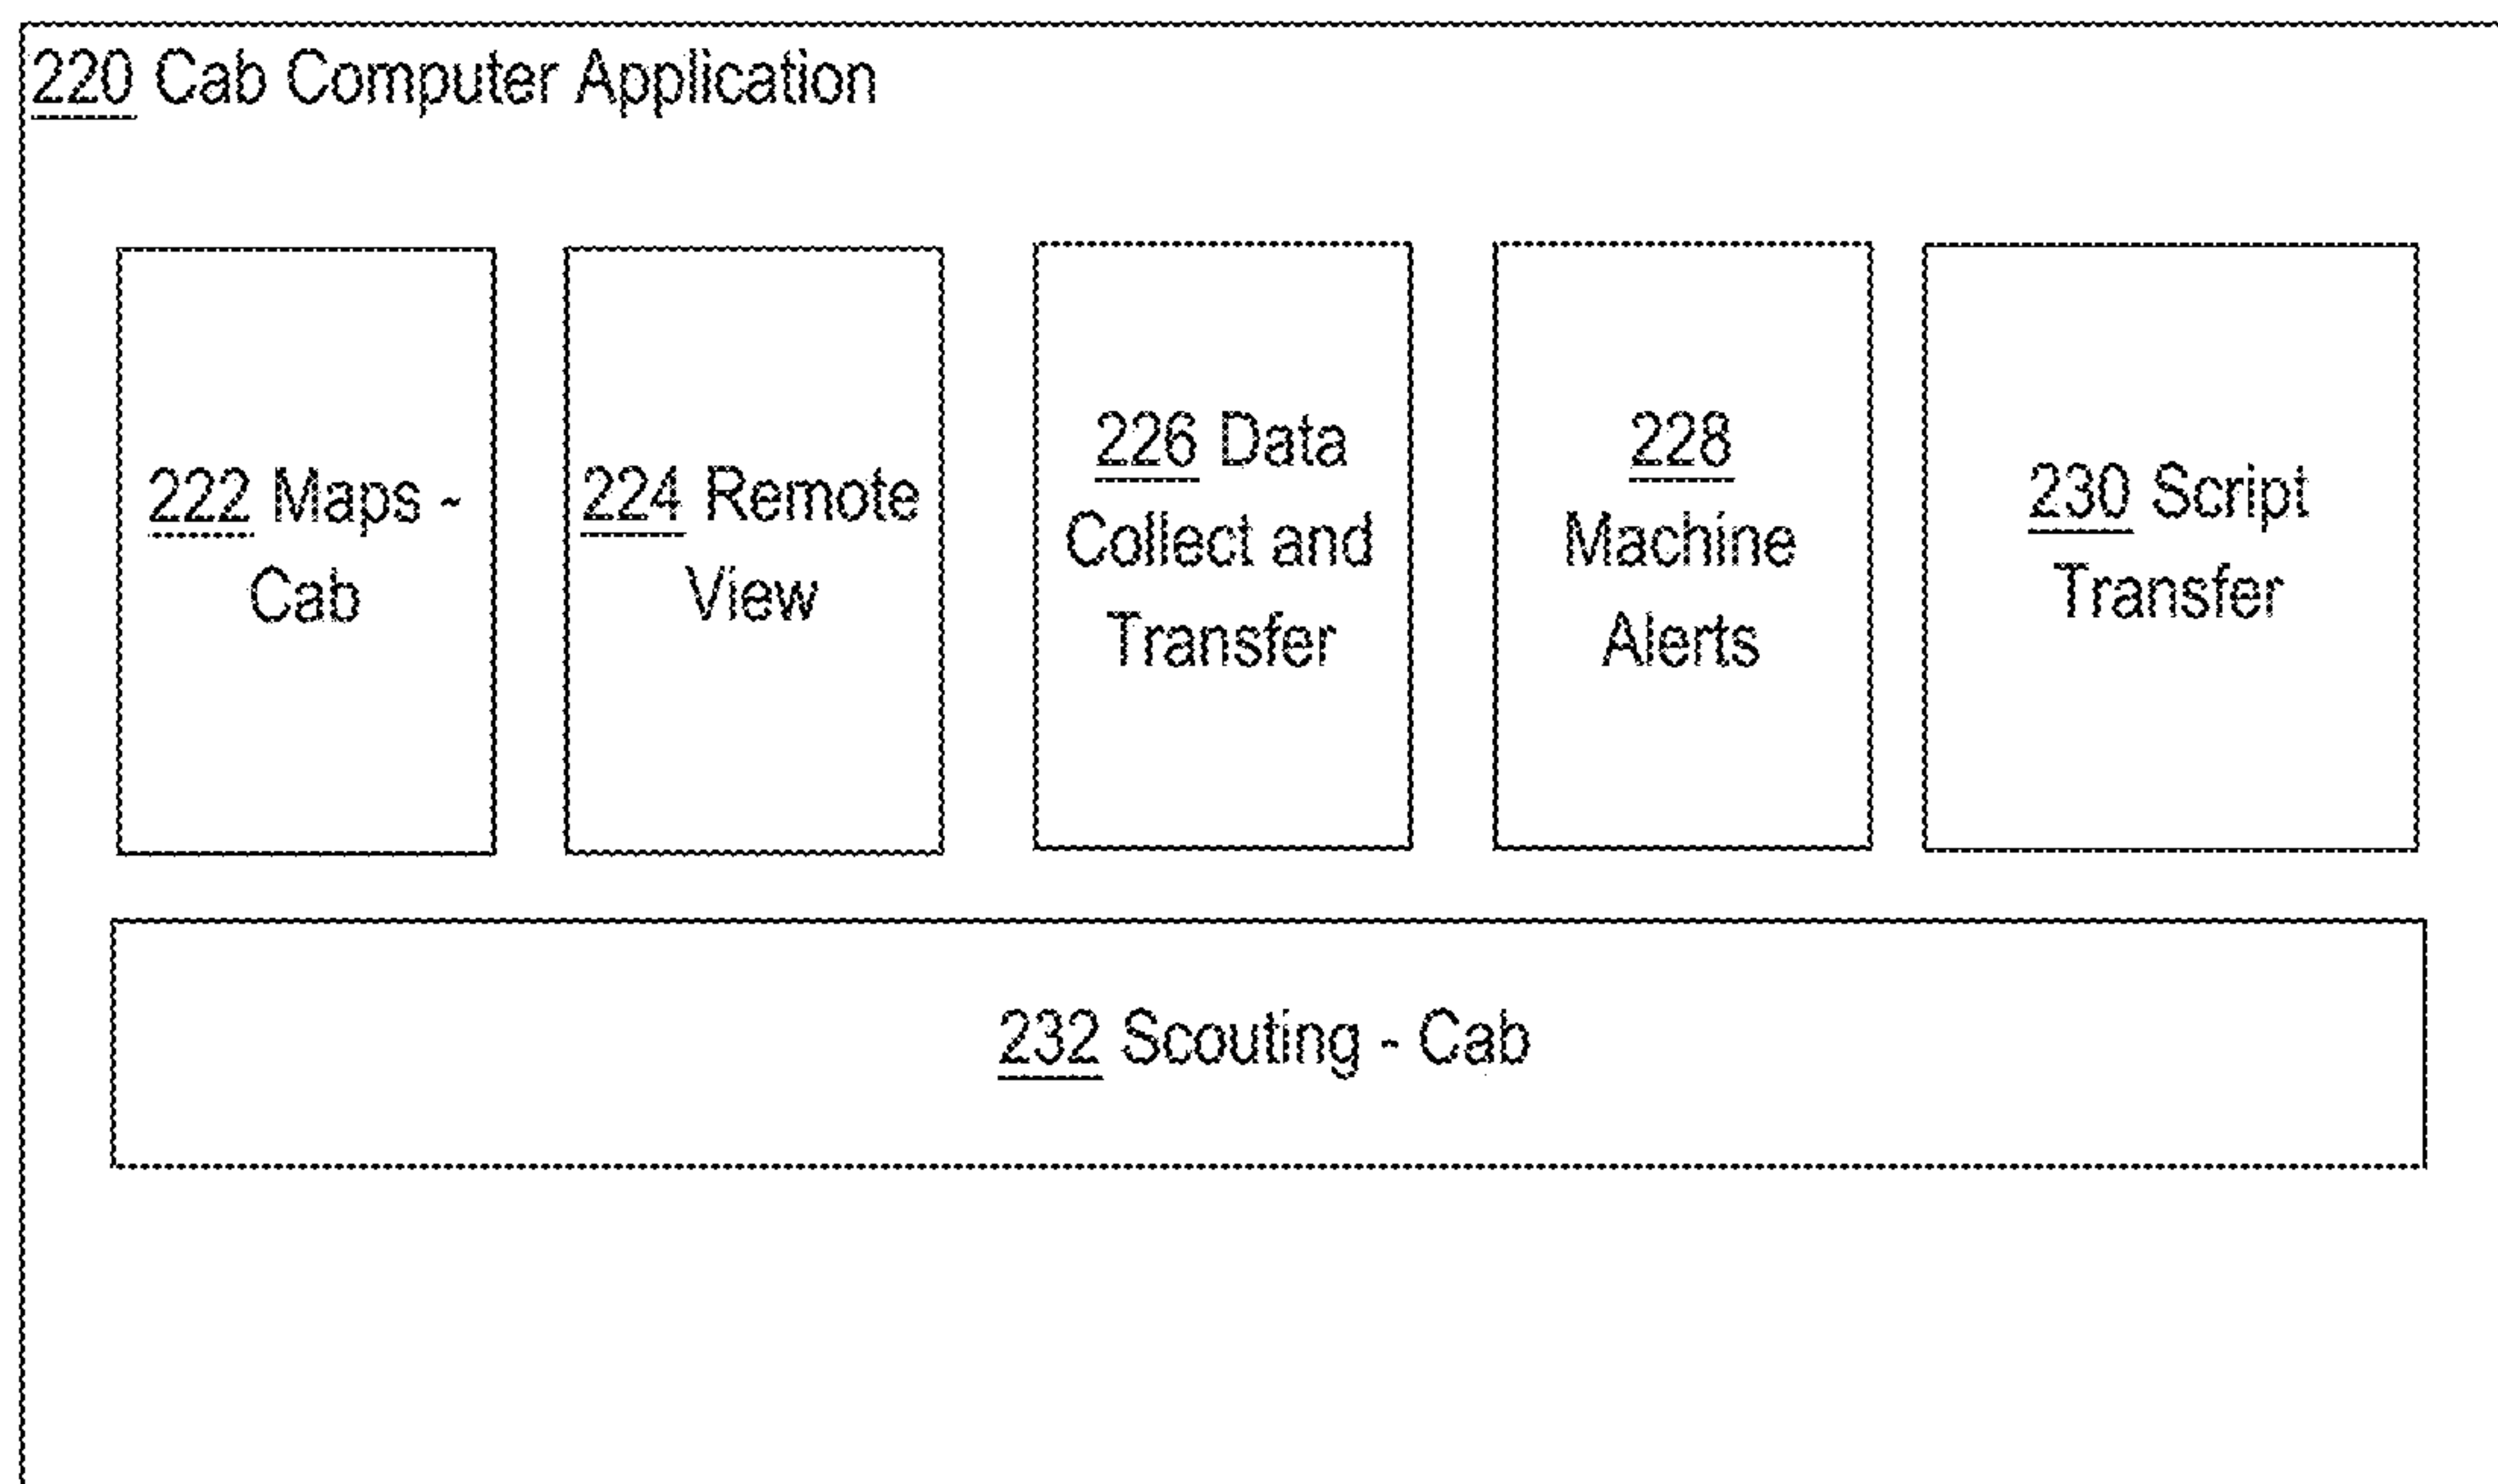 220 Cab Computer Application
222 Maps -
Cab
224 Remote
View
226 Data
Collect and
Transfer
228
Machine
Alerts
230 Script
Transfer
232 Scouting - Cab